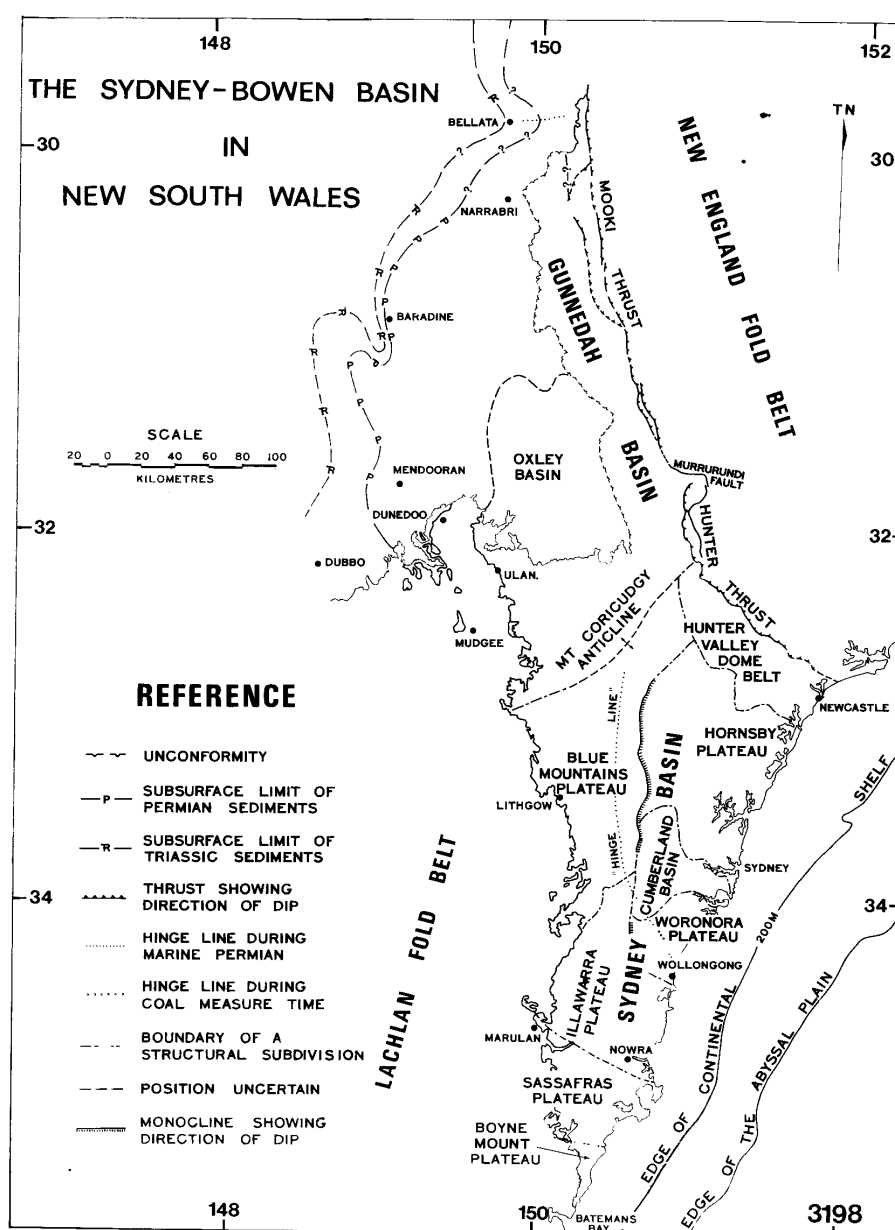 148
150
152
THE SYDNEY-BOWEN BASIN
IN
NEW SOUTH WALES
TN
30
30
BELLATA
NARRABRI
BARADINE
MOOKI
THRUST
NEW ENGLAND FOLD BELT
GUNNEDAH
BASIN
SCALE
20 0 20 40 60 80 100
KILOMETRES
MENDOORAN
OXLEY
BASIN
MURRURUNDI
FAULT
DUNEDOO
32
32
DUBBO
ULAN.
HUNTER
THRUST
MUDGEE
MT CORICUDGY
ANTICLINE
HUNTER
VALLEY
DOME
BELT
NEWCASTLE
HORNSBY
PLATEAU
"HINGE
LINE"
BLUE
MOUNTAINS
PLATEAU
LITHGOW
SYDNEY
BASIN
CUMBERLAND
BASIN
SYDNEY
34
34
WORONORA
PLATEAU
WOLLONGONG
ILLAWARRA
PLATEAU
MARULAN
NOWRA
SASSAFRAS
PLATEAU
BOYNE
MOUNT
PLATEAU
LACHLAN FOLD BELT
EDGE OF CONTINENTAL
200M
SHELF
EDGE OF THE ABYSSAL PLAIN
BATEMANS
BAY
REFERENCE
UNCONFORMITY
P
SUBSURFACE LIMIT OF
PERMIAN SEDIMENTS
R
SUBSURFACE LIMIT OF
TRIASSIC SEDIMENTS
THRUST SHOWING
DIRECTION OF DIP
HINGE LINE DURING
MARINE PERMIAN
HINGE LINE DURING
COAL MEASURE TIME
BOUNDARY OF A
STRUCTURAL SUBDIVISION
POSITION UNCERTAIN
MONOCLINE SHOWING
DIRECTION OF DIP
148
150
3198